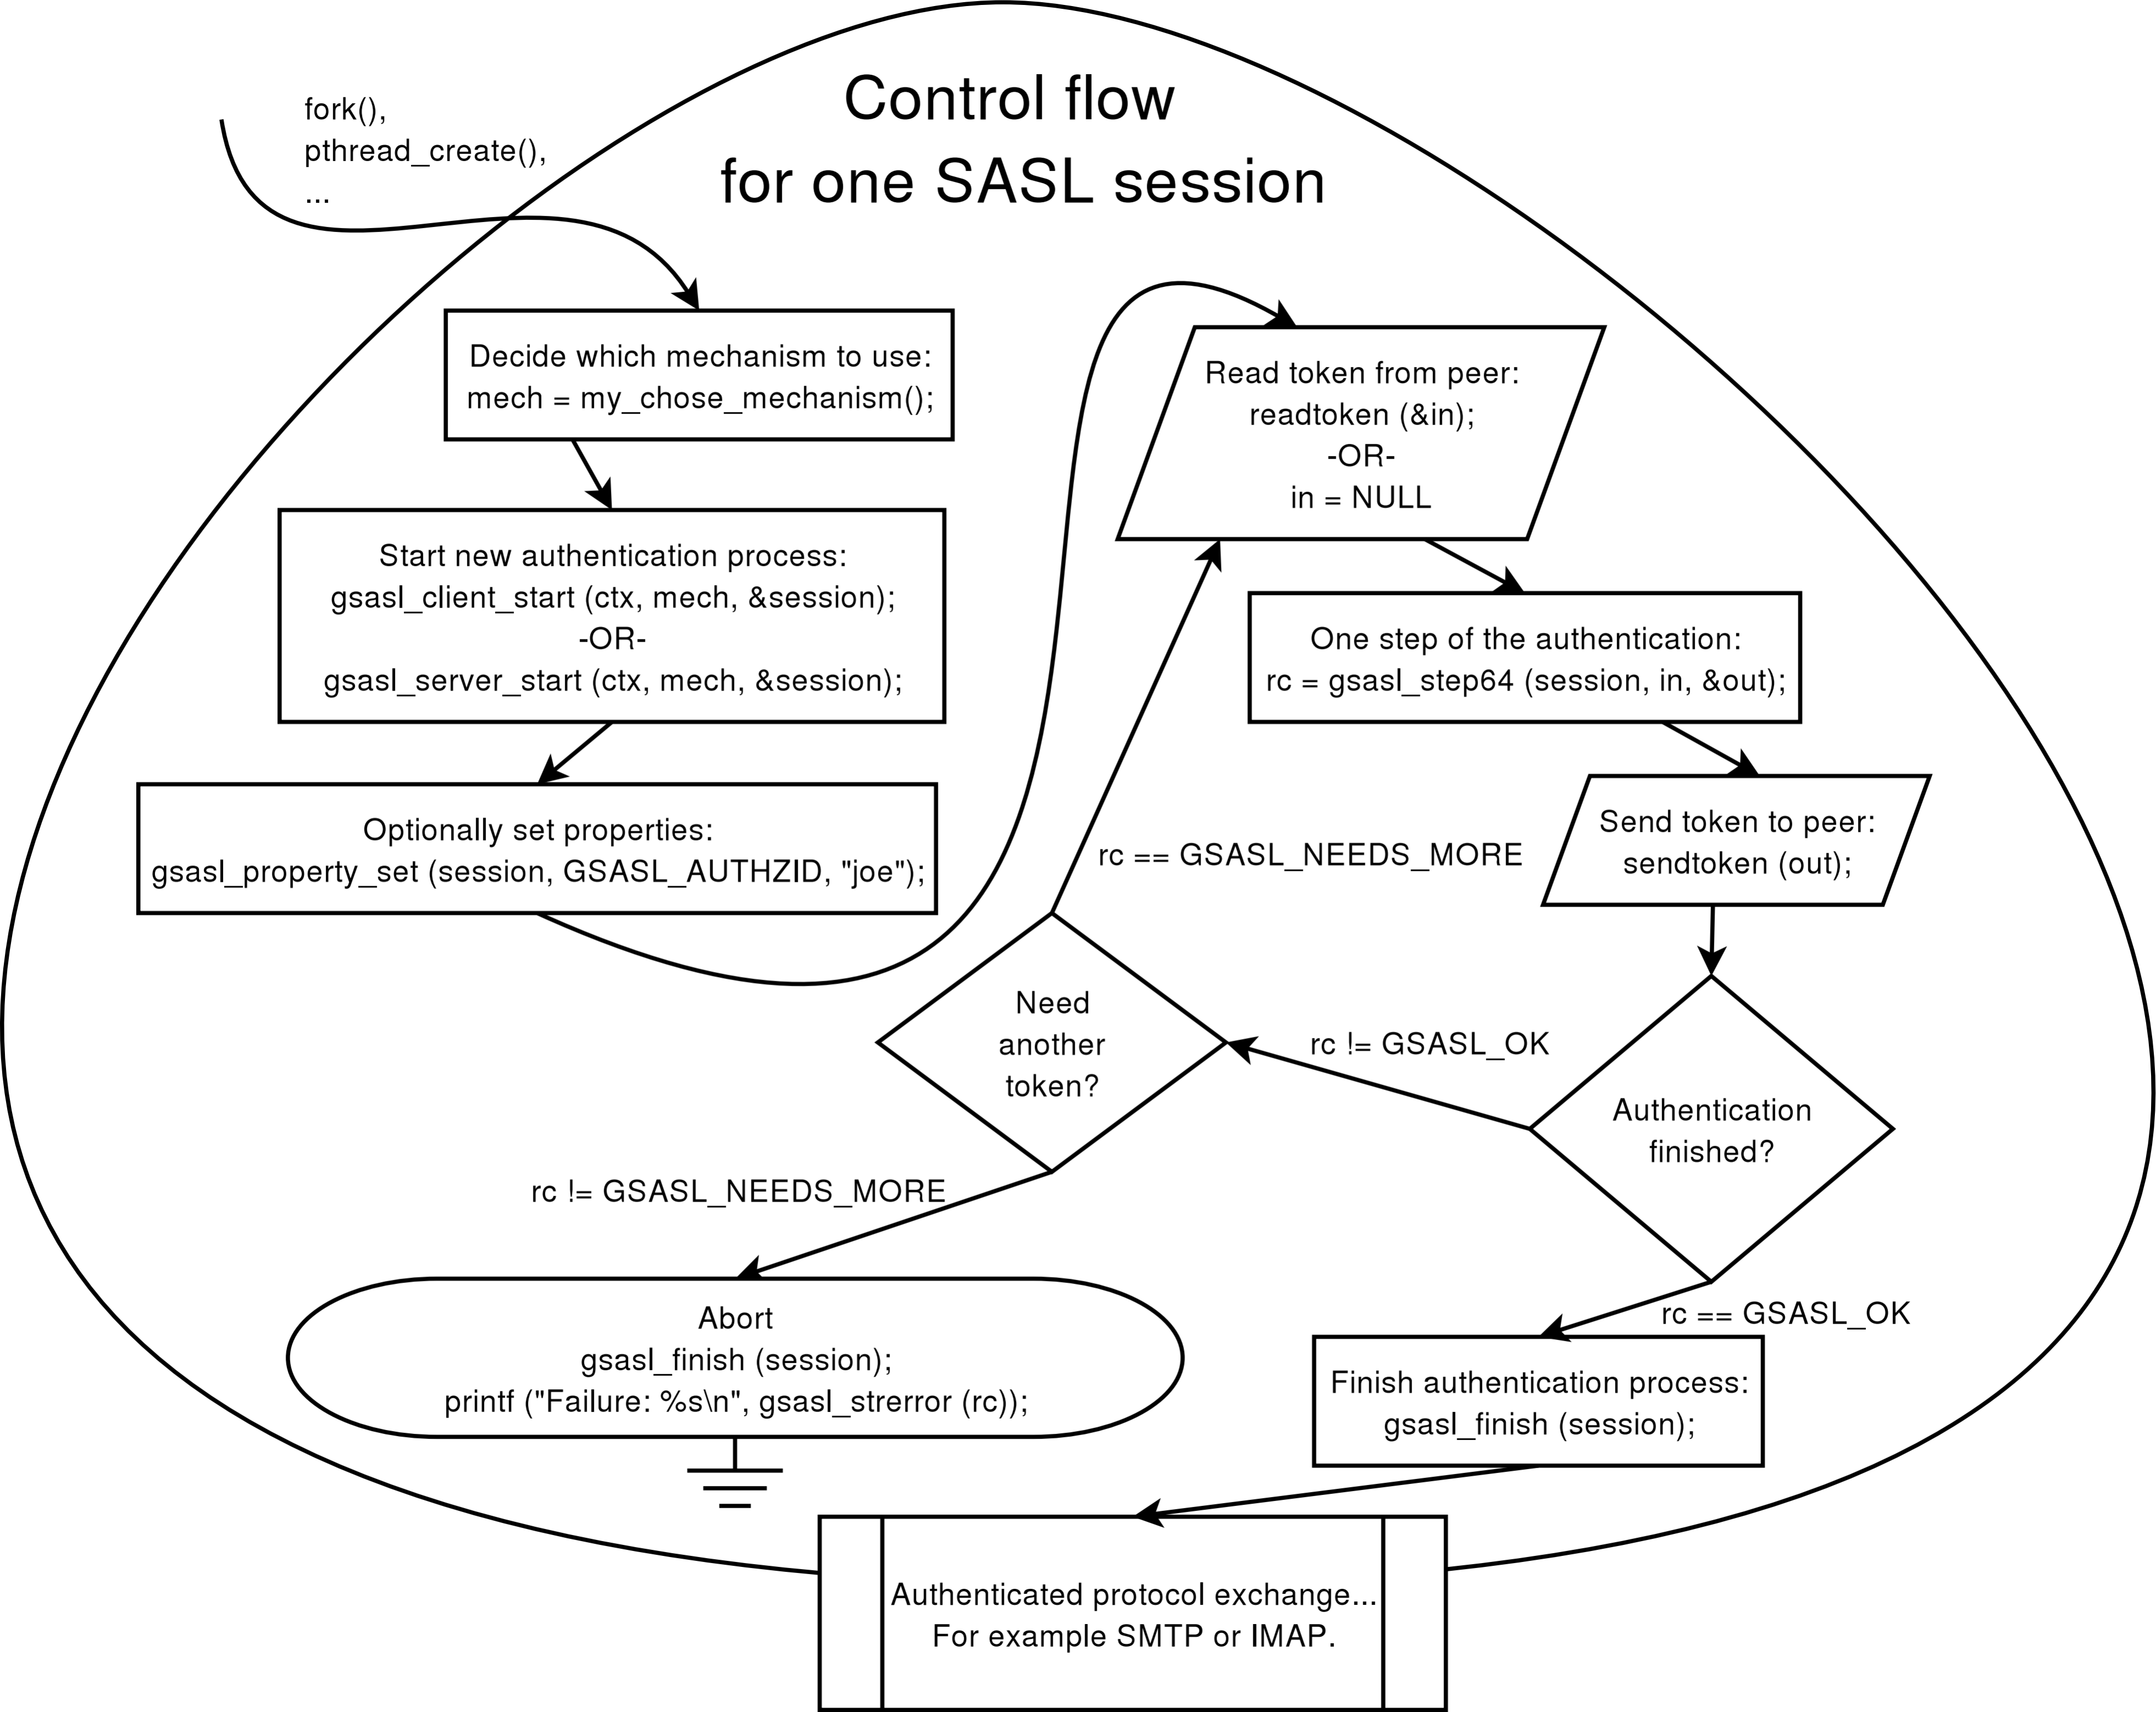 Control flow
for one SASL session
fork(),
pthread_create(),
...
Decide which mechanism to use:
mech = my_chose_mechanism();
Start new authentication process:
gsasl_client_start (ctx, mech, &session);
-OR-
gsasl_server_start (ctx, mech, &session);
Optionally set properties:
gsasl_property_set (session, GSASL_AUTHZID, "joe");
Read token from peer:
readtoken (&in);
-OR-
in = NULL
One step of the authentication:
rc = gsasl_step64 (session, in, &out);
Send token to peer:
sendtoken (out);
Authentication
finished?
rc != GSASL_OK
Need
another
token?
rc == GSASL_NEEDS_MORE
rc != GSASL_NEEDS_MORE
Abort
gsasl_finish (session);
printf ("Failure: %s\n", gsasl_strerror (rc));
rc == GSASL_OK
Finish authentication process:
gsasl_finish (session);
Authenticated protocol exchange...
For example SMTP or IMAP.